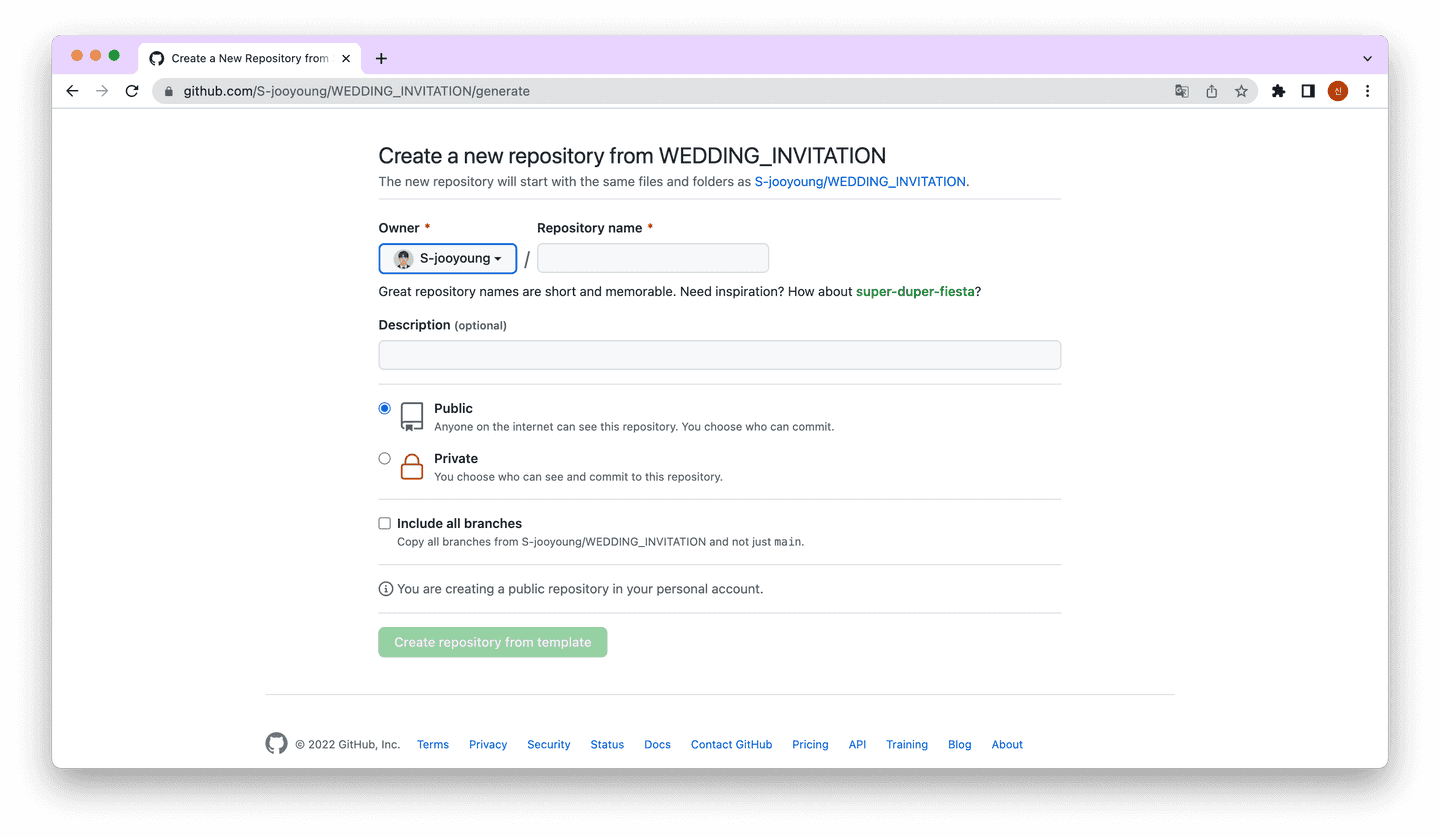 Create a New Repository from
github.com/S-jooyoung/WEDDING_INVITATION/generate
신
Create a new repository from WEDDING_INVITATION
The new repository will start with the same files and folders as S-jooyoung/WEDDING_INVITATION.
Owner * Repository name *
S-jooyoung /
Great repository names are short and memorable. Need inspiration? How about super-duper-fiesta?
Description (optional)
Public
Anyone on the internet can see this repository. You choose who can commit.
Private
You choose who can see and commit to this repository.
Include all branches
Copy all branches from S-jooyoung/WEDDING_INVITATION and not just main.
You are creating a public repository in your personal account.
Create repository from template
© 2022 GitHub, Inc. Terms Privacy Security Status Docs Contact GitHub Pricing API Training Blog About